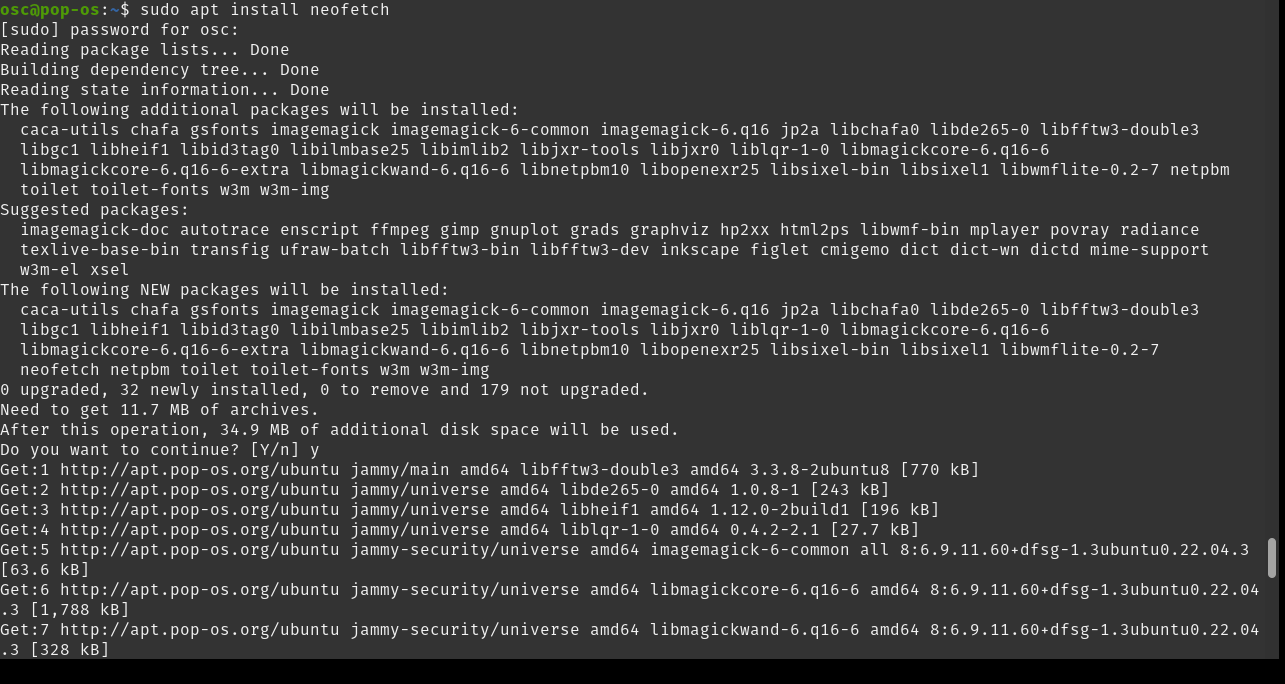 osc@pop-os:~$ sudo apt install neofetch
[sudo] password for osc:
Reading package lists... Done
Building dependency tree... Done
Reading state information... Done
The following additional packages will be installed:
  caca-utils chafa gsfonts imagemagick imagemagick-6-common imagemagick-6.q16 jp2a libchafa0 libde265-0 libfftw3-double3
  libgc1 libheif1 libid3tag0 libilmbase25 libimlib2 libjxr-tools libjxr0 liblqr-1-0 libmagickcore-6.q16-6
  libmagickcore-6.q16-6-extra libmagickwand-6.q16-6 libnetpbm10 libopenexr25 libsixel-bin libsixel1 libwmflite-0.2-7 netpbm
  toilet toilet-fonts w3m w3m-img
Suggested packages:
  imagemagick-doc autotrace enscript ffmpeg gimp gnuplot grads graphviz hp2xx html2ps libwmf-bin mplayer povray radiance
  texlive-base-bin transfig ufraw-batch libfftw3-bin libfftw3-dev inkscape figlet cmigemo dict dict-wn dictd mime-support
  w3m-el xsel
The following NEW packages will be installed:
  caca-utils chafa gsfonts imagemagick imagemagick-6-common imagemagick-6.q16 jp2a libchafa0 libde265-0 libfftw3-double3
  libgc1 libheif1 libid3tag0 libilmbase25 libimlib2 libjxr-tools libjxr0 liblqr-1-0 libmagickcore-6.q16-6
  libmagickcore-6.q16-6-extra libmagickwand-6.q16-6 libnetpbm10 libopenexr25 libsixel-bin libsixel1 libwmflite-0.2-7
  neofetch netpbm toilet toilet-fonts w3m w3m-img
0 upgraded, 32 newly installed, 0 to remove and 179 not upgraded.
Need to get 11.7 MB of archives.
After this operation, 34.9 MB of additional disk space will be used.
Do you want to continue? [Y/n] y
Get:1 http://apt.pop-os.org/ubuntu jammy/main amd64 libfftw3-double3 amd64 3.3.8-2ubuntu8 [770 kB]
Get:2 http://apt.pop-os.org/ubuntu jammy/universe amd64 libde265-0 amd64 1.0.8-1 [243 kB]
Get:3 http://apt.pop-os.org/ubuntu jammy/universe amd64 libheif1 amd64 1.12.0-2build1 [196 kB]
Get:4 http://apt.pop-os.org/ubuntu jammy/universe amd64 liblqr-1-0 amd64 0.4.2-2.1 [27.7 kB]
Get:5 http://apt.pop-os.org/ubuntu jammy-security/universe amd64 imagemagick-6-common all 8:6.9.11.60+dfsg-1.3ubuntu0.22.04.3
[63.6 kB]
Get:6 http://apt.pop-os.org/ubuntu jammy-security/universe amd64 libmagickcore-6.q16-6 amd64 8:6.9.11.60+dfsg-1.3ubuntu0.22.04
.3 [1,788 kB]
Get:7 http://apt.pop-os.org/ubuntu jammy-security/universe amd64 libmagickwand-6.q16-6 amd64 8:6.9.11.60+dfsg-1.3ubuntu0.22.04
.3 [328 kB]